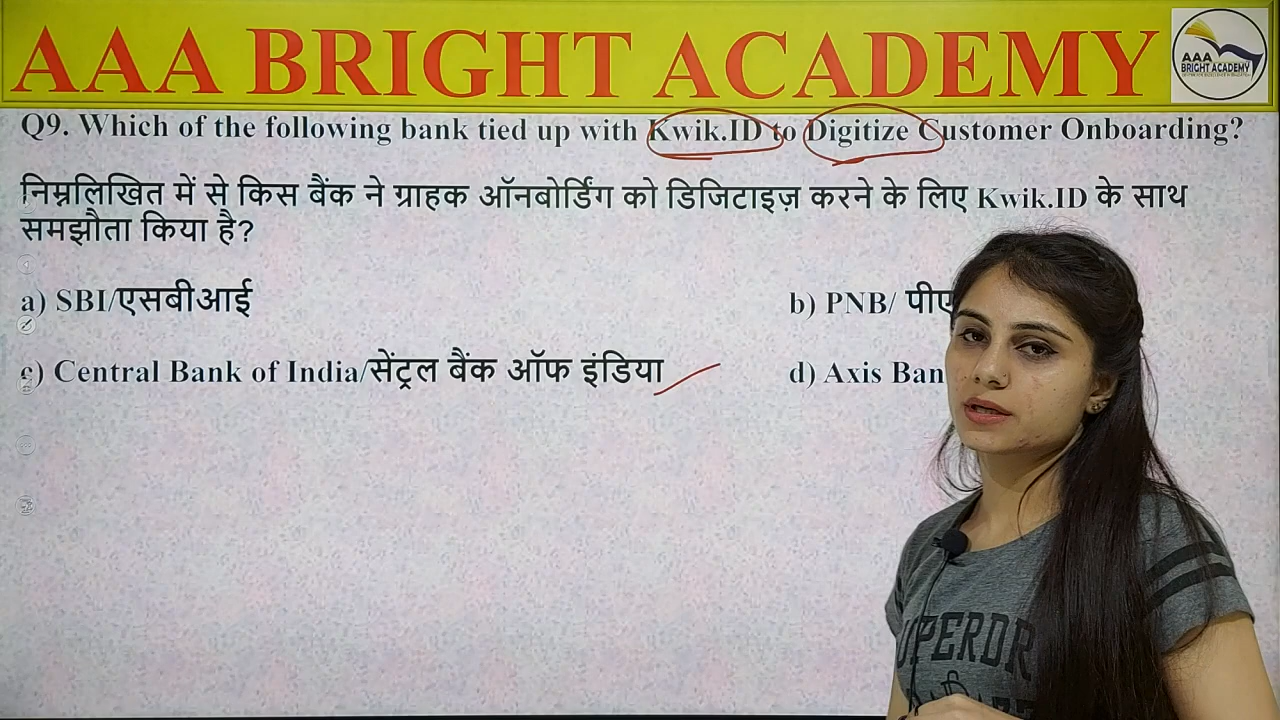 AAA BRIGHT ACADEMY
AAA
BRIGHT ACADEMY
Q9. Which of the following bank tied up with Kwik.ID to Digitize Customer Onboarding?
निम्नलिखित में से किस बैंक ने ग्राहक ऑनबोर्डिंग को डिजिटाइज़ करने के लिए Kwik.ID के साथ
समझौता किया है?
a) SBI/एसबीआई
b) PNB/
c) Central Bank of India/सेंट्रल बैंक ऑफ इंडिया
d) Axis